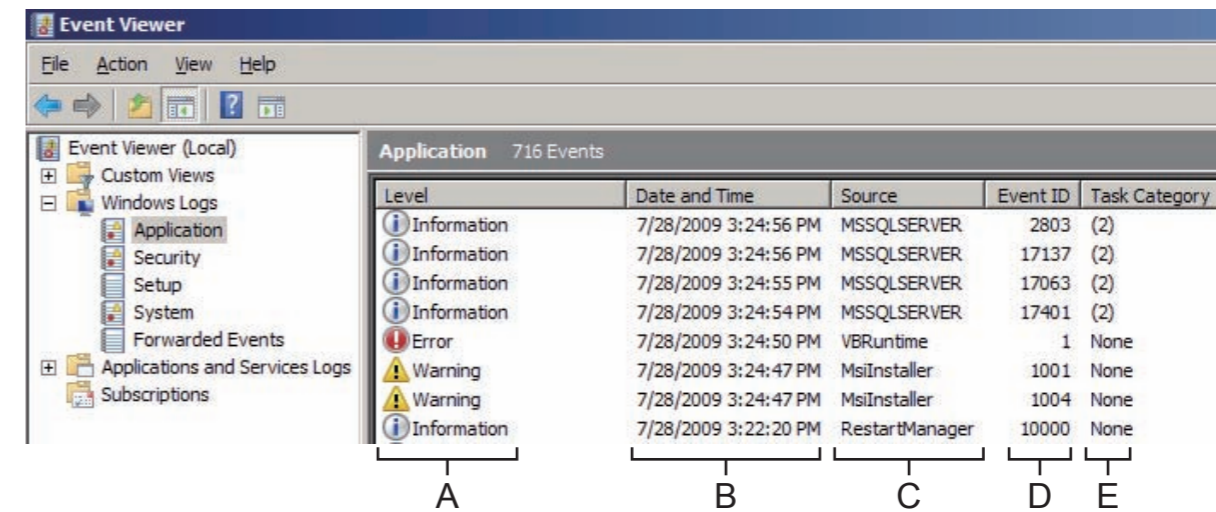 Event Viewer
File Action View Help
Event Viewer (Local)
Custom Views
Windows Logs
Application
Security
Setup
System
Forwarded Events
Applications and Services Logs
Subscriptions
Application 716 Events
Level Date and Time Source Event ID Task Category
Information 7/28/2009 3:24:56 PM MSSQLSERVER 2803 (2)
Information 7/28/2009 3:24:56 PM MSSQLSERVER 17137 (2)
Information 7/28/2009 3:24:55 PM MSSQLSERVER 17063 (2)
Information 7/28/2009 3:24:54 PM MSSQLSERVER 17401 (2)
Error 7/28/2009 3:24:50 PM VBRuntime 1 None
Warning 7/28/2009 3:24:47 PM MsiInstaller 1001 None
Warning 7/28/2009 3:24:47 PM MsiInstaller 1004 None
Information 7/28/2009 3:22:20 PM RestartManager 10000 None
A B C D E